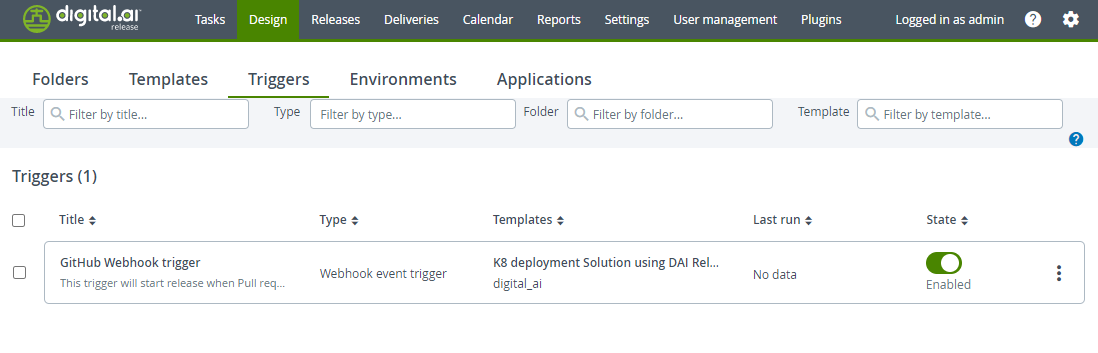 digital.ai Tasks Design Releases Deliveries Calendar Reports Settings User management Plugins Logged in as admin ?
release
Folders Templates Triggers Environments Applications
Title Filter by title... Type Filter by type... Folder Filter by folder... Template Filter by template...
?
Triggers (1)
Title Type Templates Last run State
GitHub Webhook trigger Webhook event trigger K8 deployment Solution using DAI Rel... No data
This trigger will start release when Pull req... digital_ai Enabled